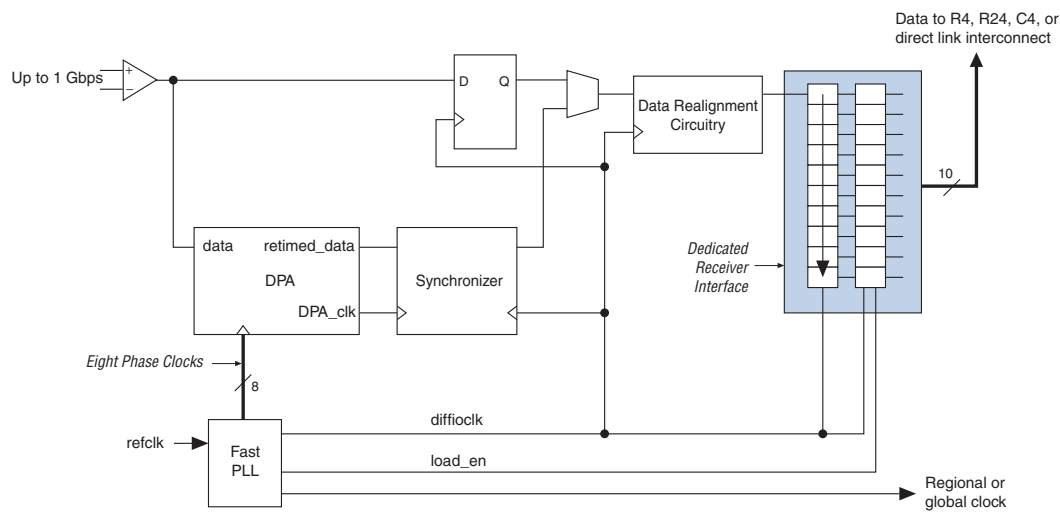 Data to R4, R24, C4, or
direct link interconnect
Up to 1 Gbps
+
−
D
Q
Data Realignment
Circuitry
10
data
retimed_data
DPA
DPA_clk
Synchronizer
Dedicated
Receiver
Interface
Eight Phase Clocks
8
diffioclk
refclk
Fast
PLL
load_en
Regional or
global clock